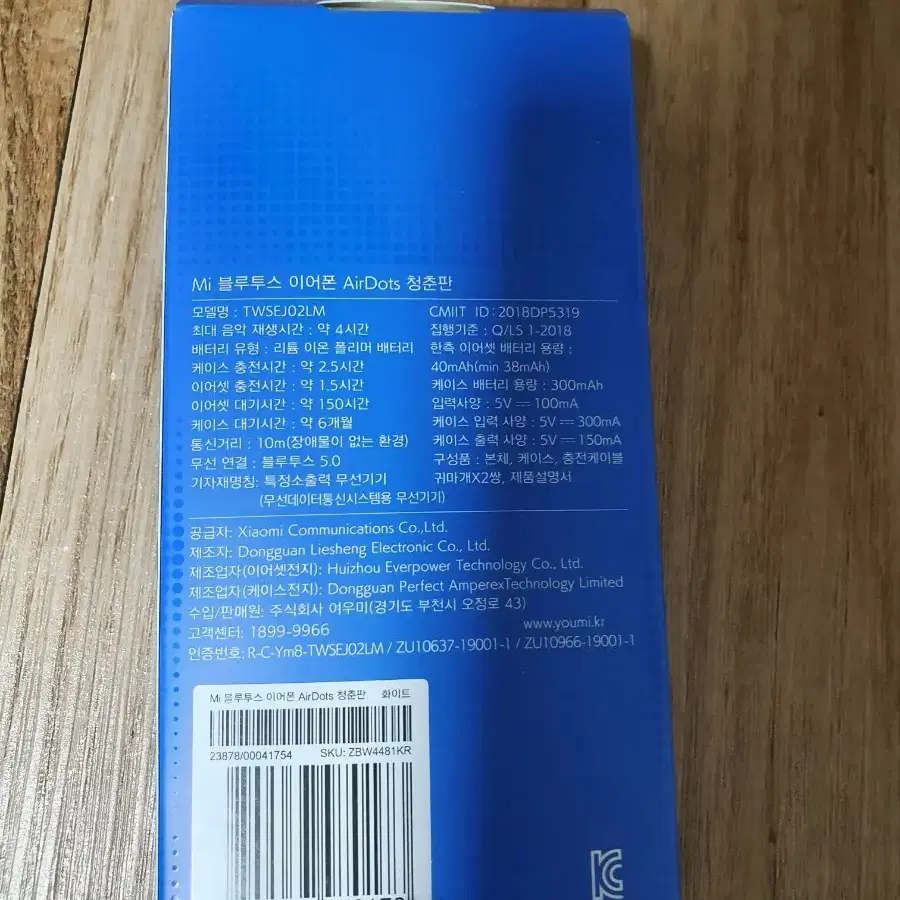 Mi 블루투스 이어폰 AirDots 청춘판
모델명 : TWSEJ02LM
최대 음악 재생시간 : 약 4시간
배터리 유형 : 리튬 이온 폴리머 배터리
케이스 충전시간 : 약 2.5시간
이어셋 충전시간 : 약 1.5시간
이어셋 대기시간 : 약 150시간
케이스 대기시간 : 약 6개월
통신거리 : 10m(장애물이 없는 환경)
무선 연결 : 블루투스 5.0
기자재명칭: 특정소출력 무선기기
(무선데이터통신시스템용 무선기기)
CMIIT ID : 2018DP5319
집행기준 : Q/LS 1-2018
한측 이어셋 배터리 용량 :
40mAh(min 38mAh)
케이스 배터리 용량 : 300mAh
입력사양 : 5V ⎓ 100mA
케이스 입력 사양 : 5V ⎓ 300mA
케이스 출력 사양 : 5V ⎓ 150mA
구성품 : 본체, 케이스, 충전케이블
귀마개X2쌍, 제품설명서
공급자: Xiaomi Communications Co.,Ltd.
제조자: Dongguan Liesheng Electronic Co., Ltd.
제조업자(이어셋전지): Huizhou Everpower Technology Co., Ltd.
제조업자(케이스전지): Dongguan Perfect AmperexTechnology Limited
수입/판매원: 주식회사 여우미(경기도 부천시 오정로 43)
고객센터: 1899-9966
www.youmi.kr
인증번호: R-C-Ym8-TWSEJ02LM / ZU10637-19001-1 / ZU10966-19001-1
Mi 블루투스 이어폰 AirDots 청춘판 화이트
23878/00041754 SKU: ZBW4481KR